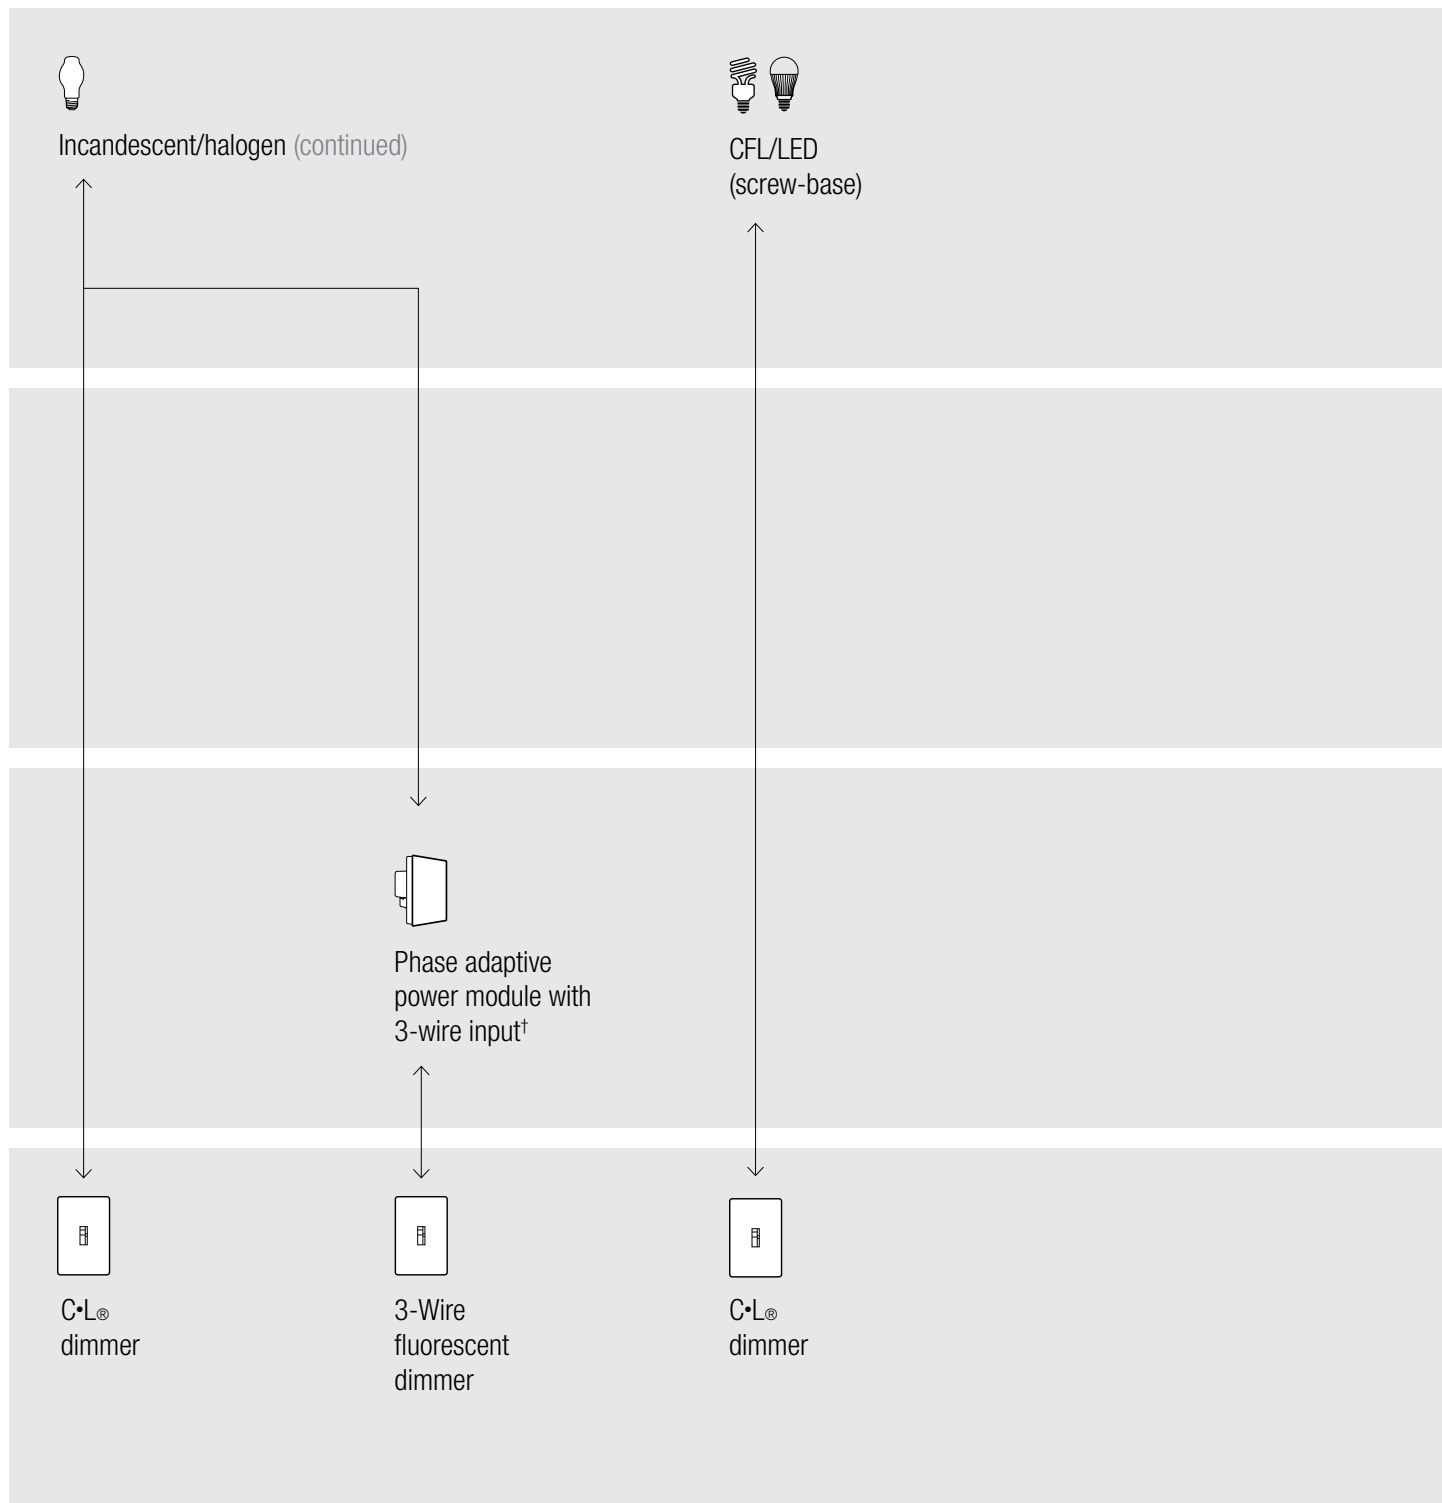 Incandescent/halogen (continued)
CFL/LED
(screw-base)
Phase adaptive
power module with
3-wire input†
C•L®
dimmer
3-Wire
fluorescent
dimmer
C•L®
dimmer